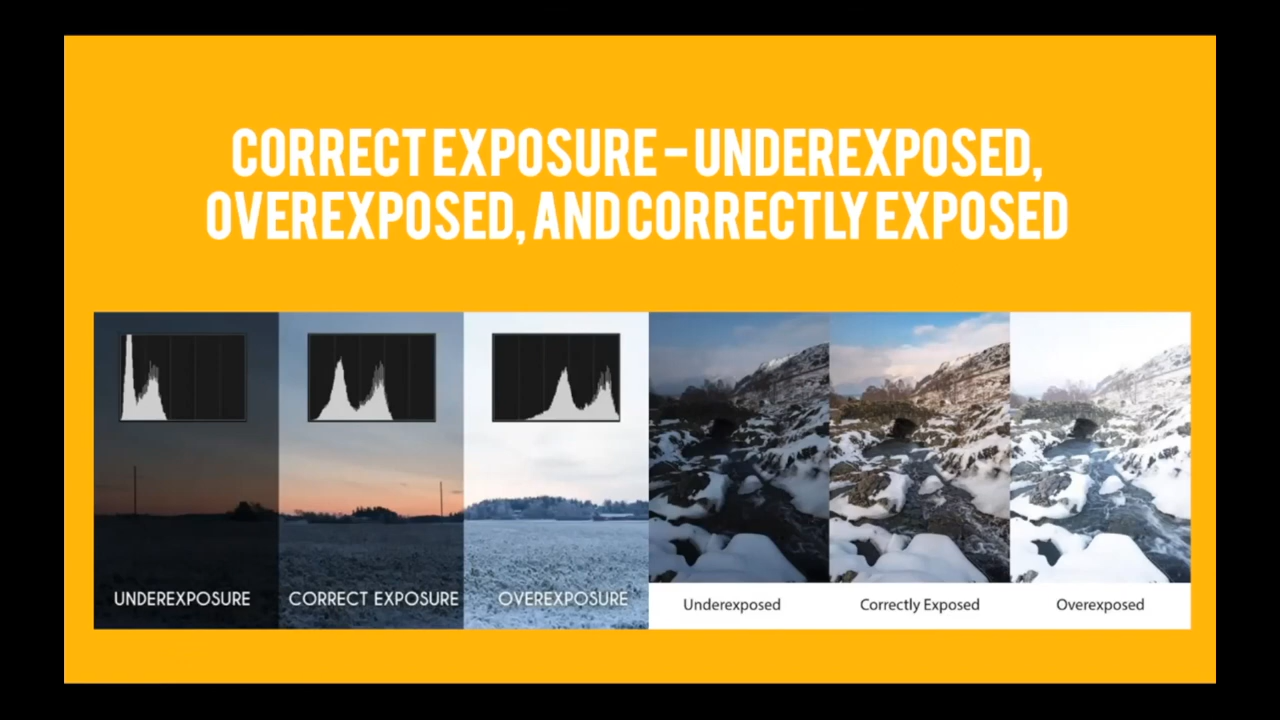 CORRECT EXPOSURE – UNDEREXPOSED,
OVEREXPOSED, AND CORRECTLY EXPOSED
UNDEREXPOSURE
CORRECT EXPOSURE
OVEREXPOSURE
Underexposed
Correctly Exposed
Overexposed